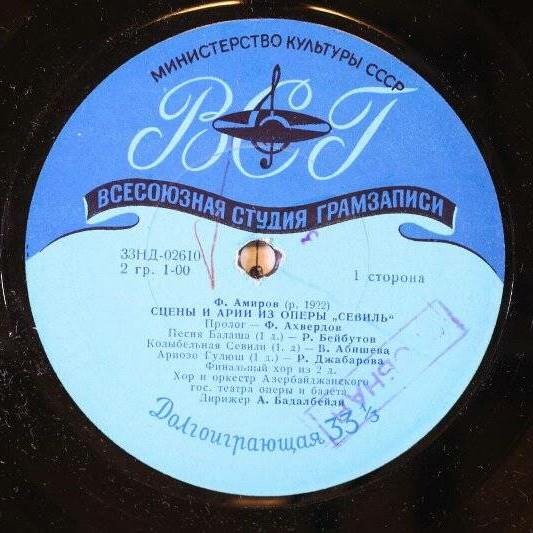 МИНИСТЕРСТВО КУЛЬТУРЫ СССР
ВСГ
ВСЕСОЮЗНАЯ СТУДИЯ ГРАМЗАПИСИ
33НД-02610
2 гр. 1-00
1 сторона
Ф. Амиров (р. 1922)
СЦЕНЫ И АРИИ ИЗ ОПЕРЫ „СЕВИЛЬ"
Пролог — Ф. Ахвердов
Песня Балаша (1 д.) — Р. Бейбутов
Колыбельная Севили (1. д) — В. Абишева
Ариозо Гулюш (1 д.) — Р. Джабарова
Финальный хор из 2 д.
Хор и оркестр Азербайджанского
гос. театра оперы и балета
Дирижер А. Бадалбейли
Долгоиграющая 33⅓